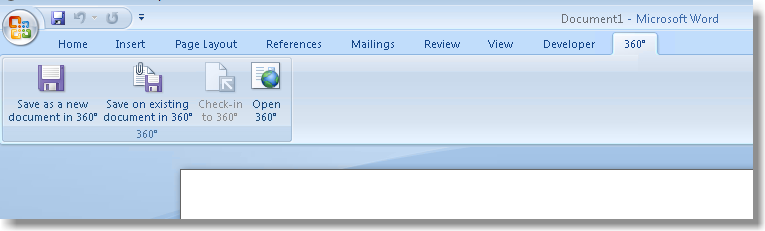 Document1 - Microsoft Word
Home Insert Page Layout References Mailings Review View Developer 360°
Save as a new Save on existing Check-in Open
document in 360° document in 360° to 360° 360°
360°